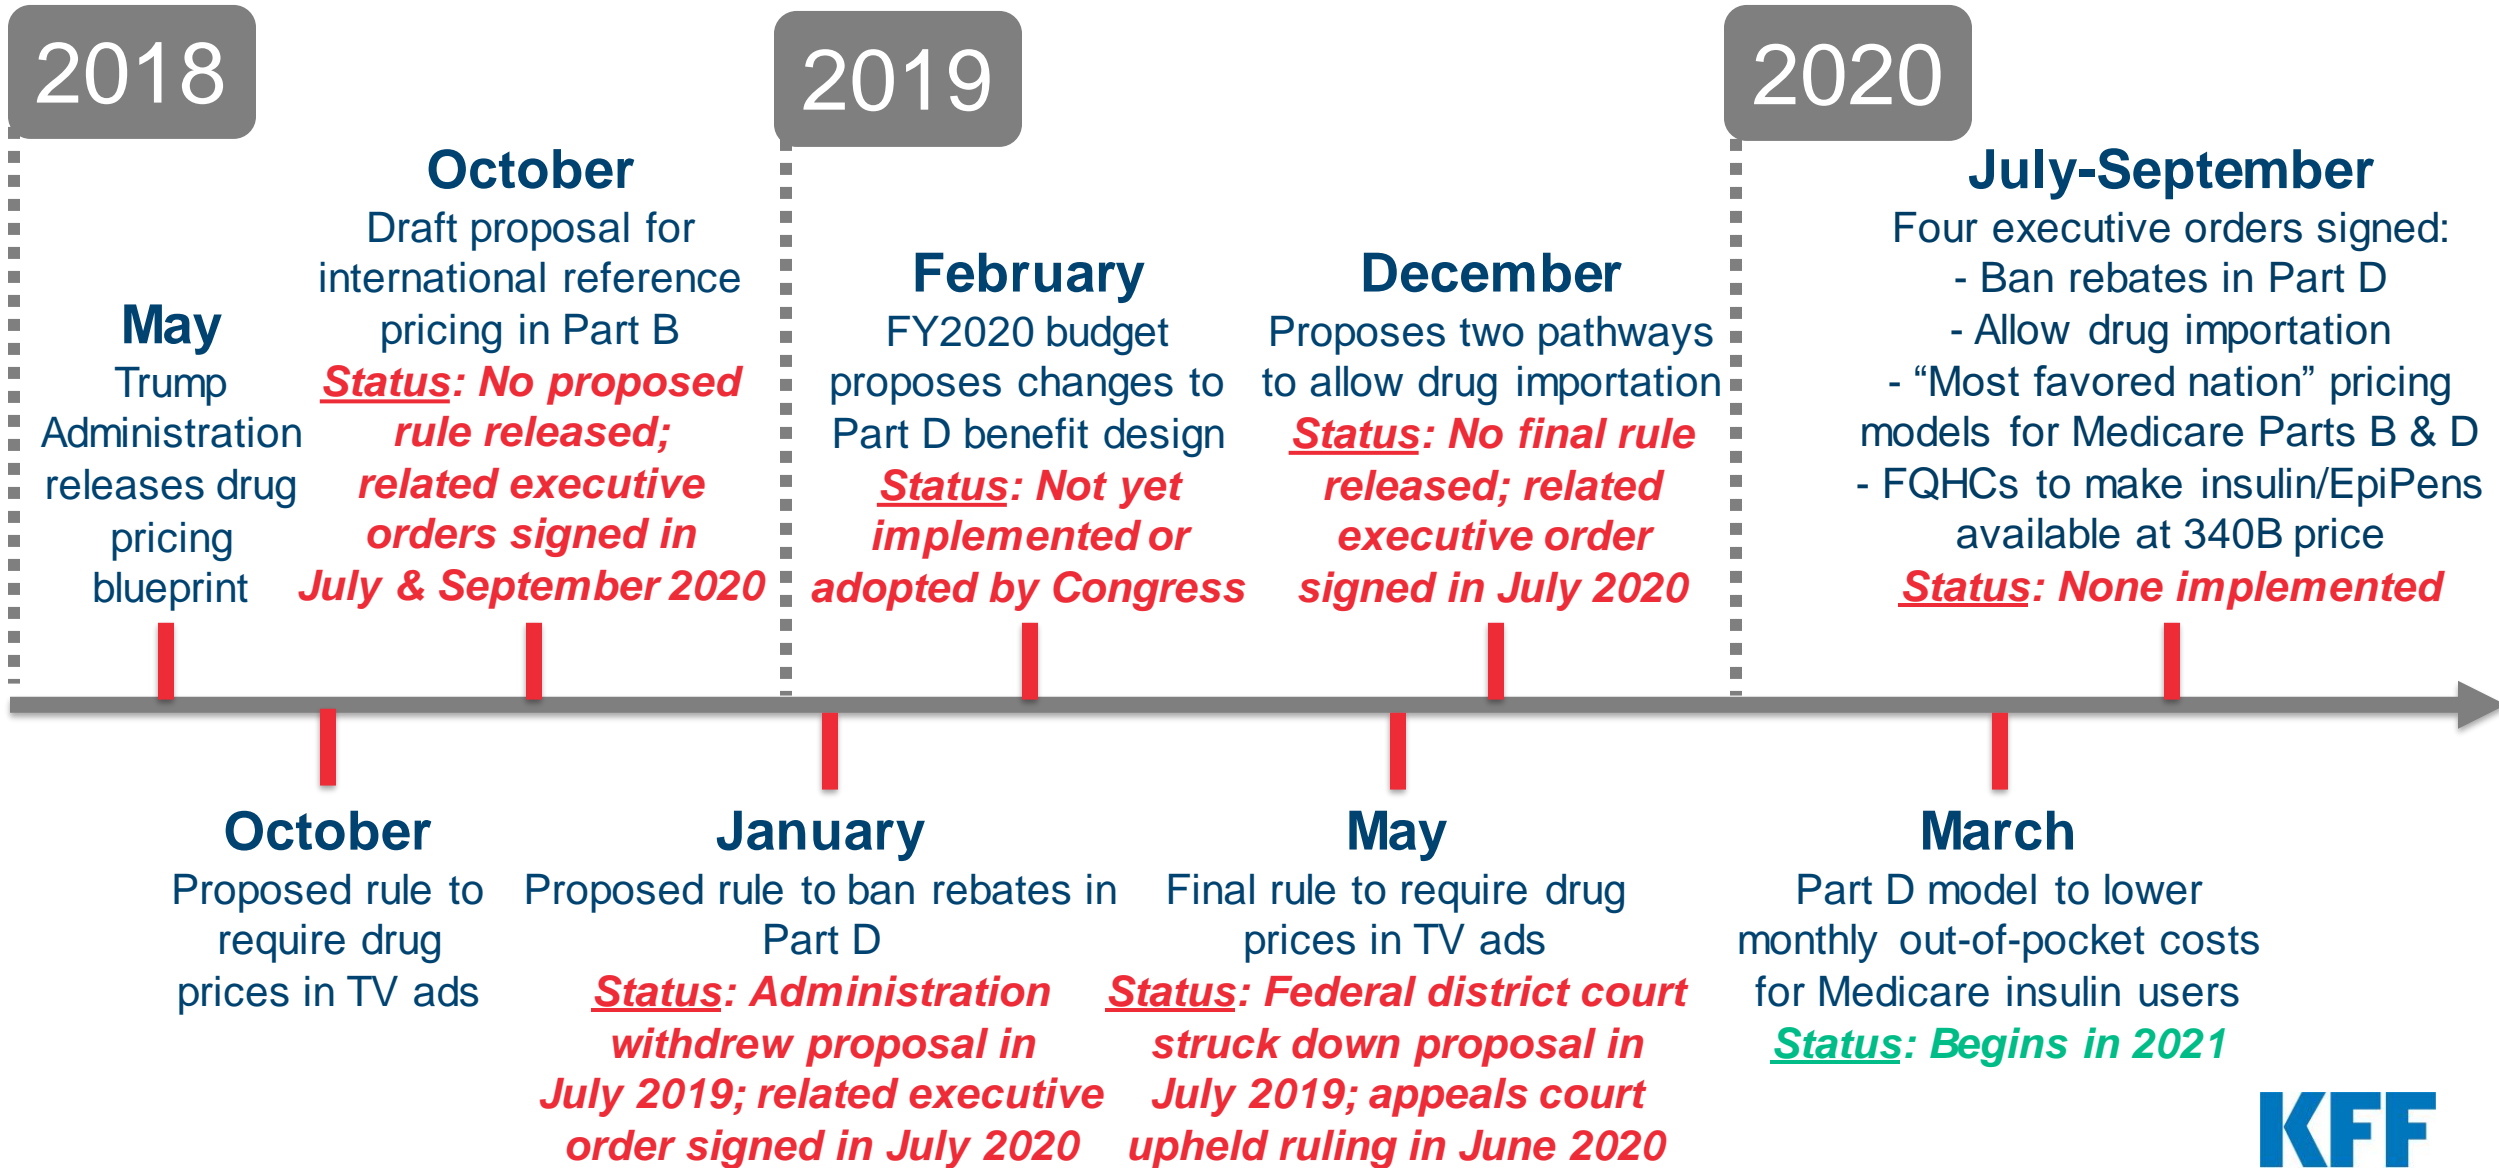 2018
May
Trump
Administration
releases drug
pricing
blueprint
October
Draft proposal for
international reference
pricing in Part B
Status: No proposed
rule released;
related executive
orders signed in
July & September 2020
October
Proposed rule to
require drug
prices in TV ads
2019
January
Proposed rule to ban rebates in
Part D
Status: Administration
withdrew proposal in
July 2019; related executive
order signed in July 2020
February
FY2020 budget
proposes changes to
Part D benefit design
Status: Not yet
implemented or
adopted by Congress
May
Final rule to require drug
prices in TV ads
Status: Federal district court
struck down proposal in
July 2019; appeals court
upheld ruling in June 2020
December
Proposes two pathways
to allow drug importation
Status: No final rule
released; related
executive order
signed in July 2020
2020
March
Part D model to lower
monthly out-of-pocket costs
for Medicare insulin users
Status: Begins in 2021
July-September
Four executive orders signed:
- Ban rebates in Part D
- Allow drug importation
- “Most favored nation” pricing
models for Medicare Parts B & D
- FQHCs to make insulin/EpiPens
available at 340B price
Status: None implemented
KFF